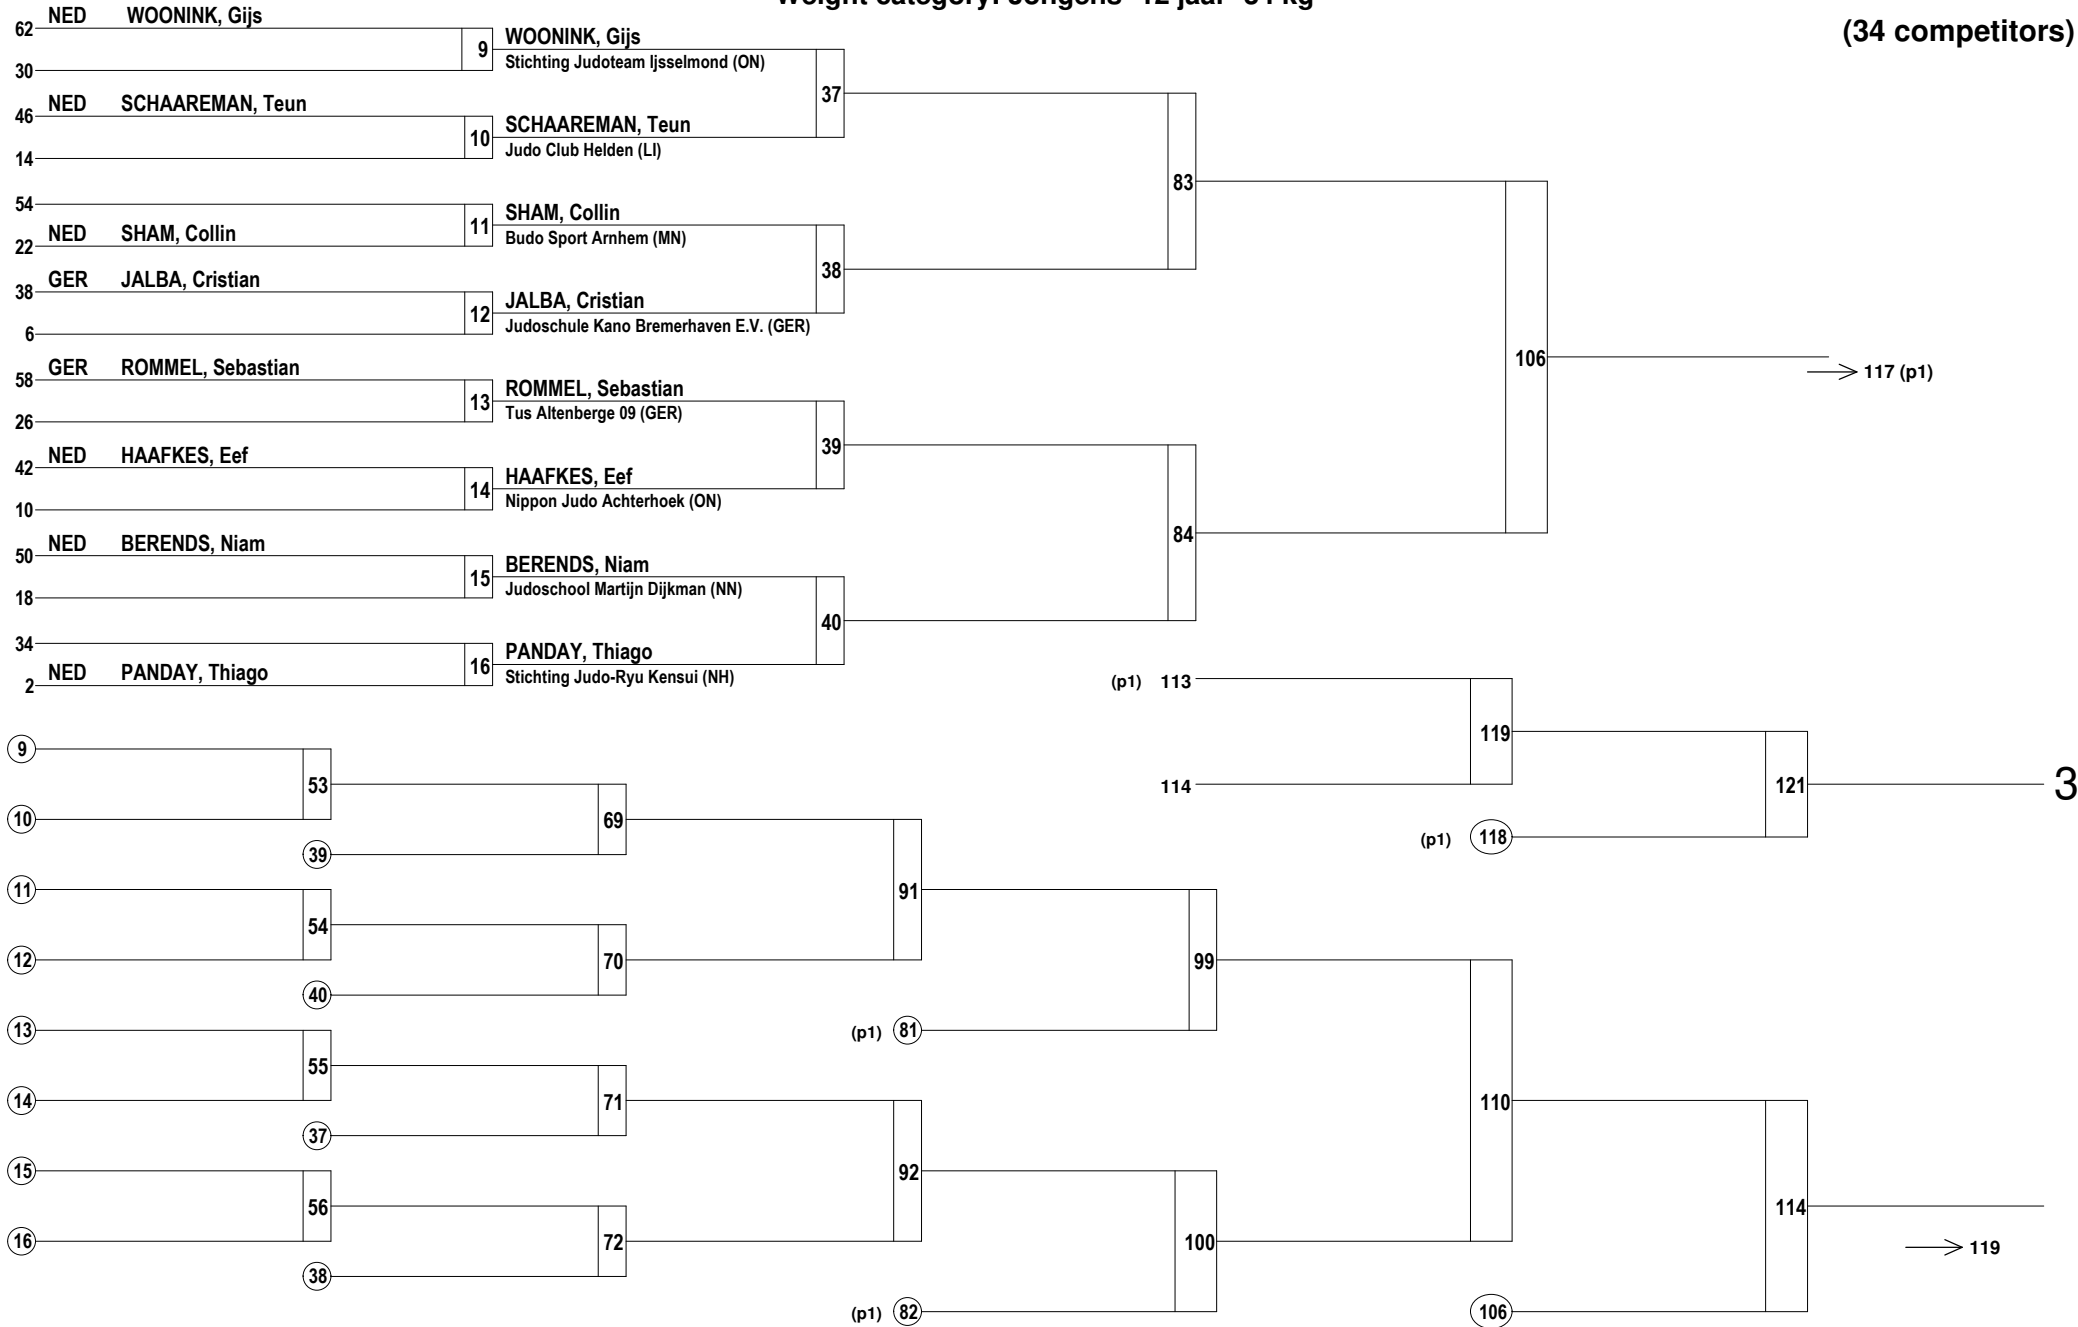 Weight category: Jongens -12 jaar -34 kg
(34 competitors)
62 NED WOONINK, Gijs
30
9
WOONINK, Gijs
Stichting Judoteam Ijsselmond (ON)
46 NED SCHAAREMAN, Teun
14
10
SCHAAREMAN, Teun
Judo Club Helden (LI)
37
54
22 NED SHAM, Collin
11
SHAM, Collin
Budo Sport Arnhem (MN)
38 GER JALBA, Cristian
6
12
JALBA, Cristian
Judoschule Kano Bremerhaven E.V. (GER)
38
83
58 GER ROMMEL, Sebastian
26
13
ROMMEL, Sebastian
Tus Altenberge 09 (GER)
42 NED HAAFKES, Eef
10
14
HAAFKES, Eef
Nippon Judo Achterhoek (ON)
39
50 NED BERENDS, Niam
18
15
BERENDS, Niam
Judoschool Martijn Dijkman (NN)
34
2 NED PANDAY, Thiago
16
PANDAY, Thiago
Stichting Judo-Ryu Kensui (NH)
40
84
106
117 (p1)
(p1) 113
114
119
(p1) 118
121
3
9
10
53
39
69
11
12
54
40
70
91
(p1) 81
99
13
14
55
37
71
15
16
56
38
72
92
(p1) 82
100
110
106
114
119